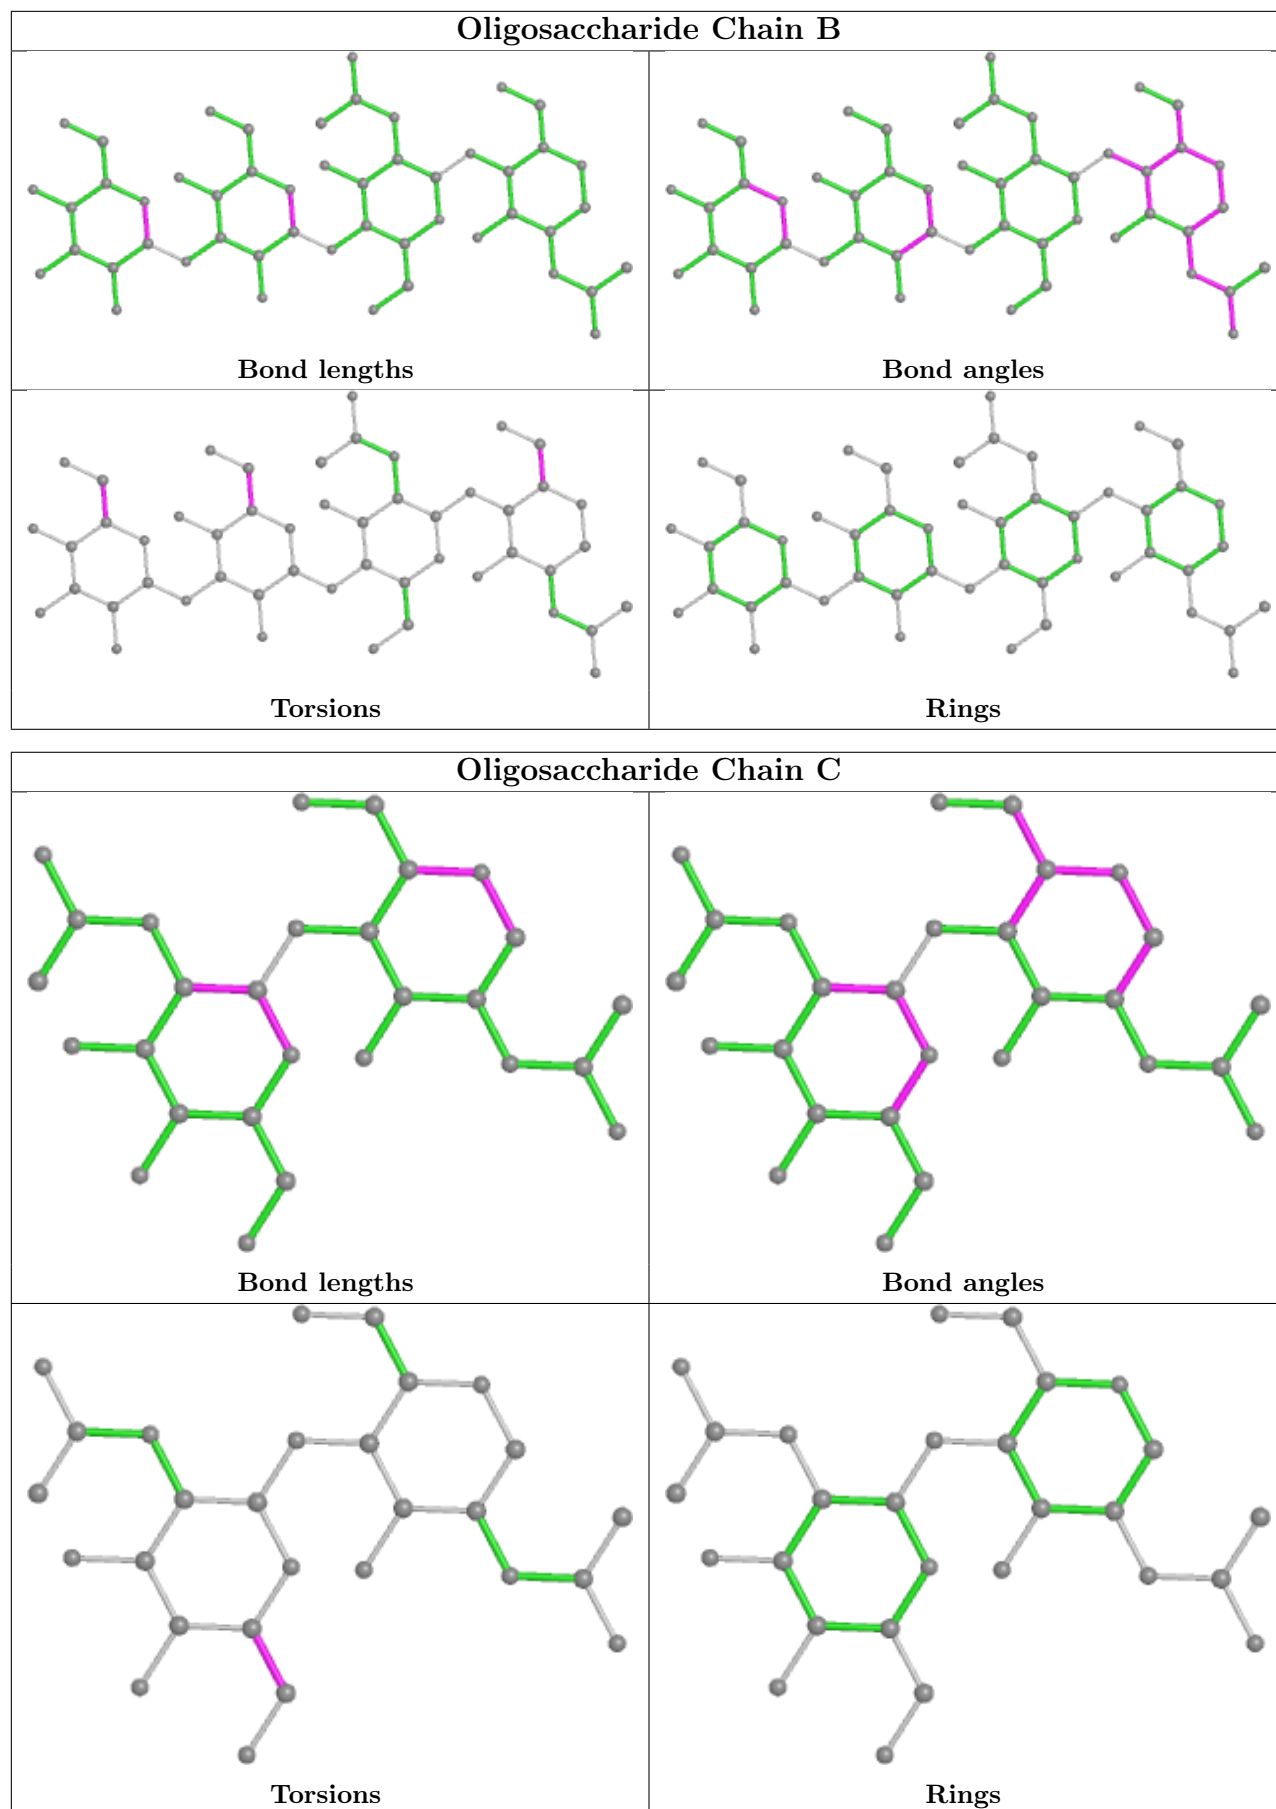 Oligosaccharide Chain B
Bond lengths
Bond angles
Torsions
Rings
Oligosaccharide Chain C
Bond lengths
Bond angles
Torsions
Rings